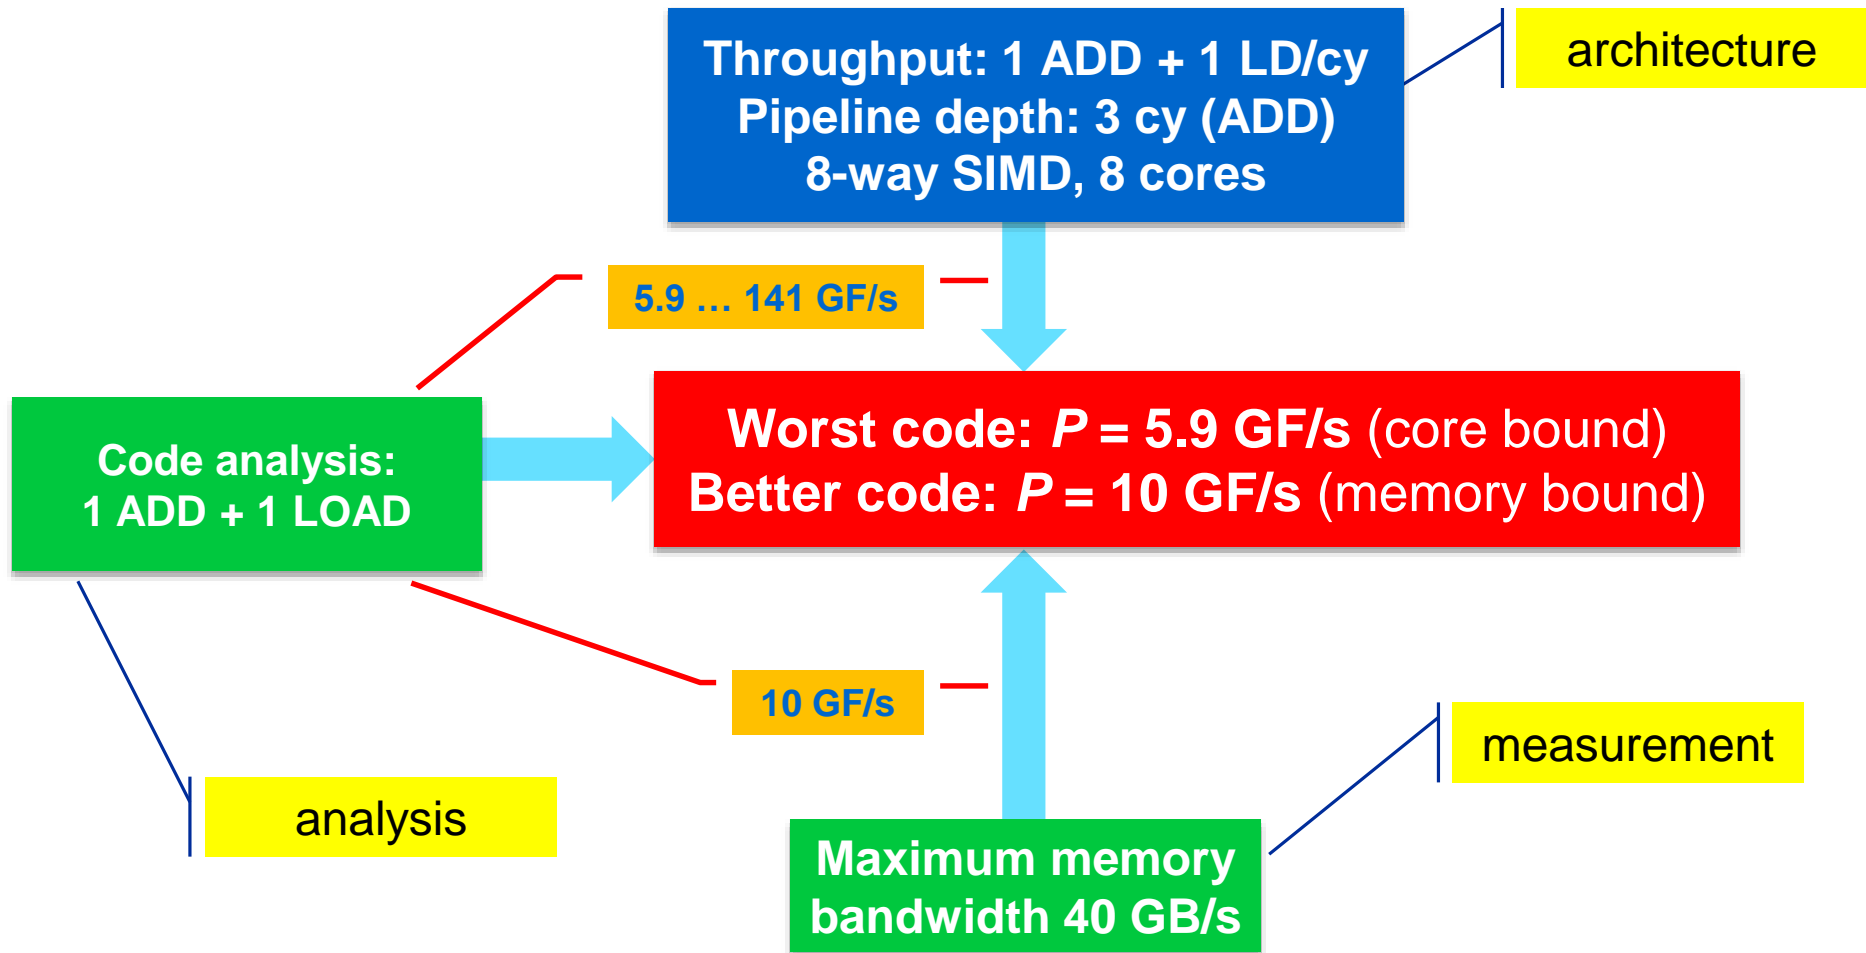 Throughput: 1 ADD + 1 LD/cy
Pipeline depth: 3 cy (ADD)
8-way SIMD, 8 cores
architecture
5.9 … 141 GF/s
Code analysis:
1 ADD + 1 LOAD
Worst code: P = 5.9 GF/s (core bound)
Better code: P = 10 GF/s (memory bound)
10 GF/s
measurement
analysis
Maximum memory
bandwidth 40 GB/s